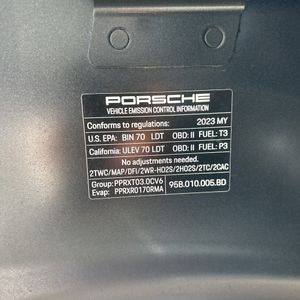 PORSCHE
VEHICLE EMISSION CONTROL INFORMATION
Conforms to regulations: 2023 MY
U.S. EPA: BIN 70 LDT OBD: II FUEL: T3
California: ULEV 70 LDT OBD: II FUEL: P3
No adjustments needed.
2TWC/MAP/DFI/2WR-HO2S/2HO2S/2TC/2CAC
Group: PPRXT03.0CV6
Evap: PPRXR0170RMA 95B.010.005.BD